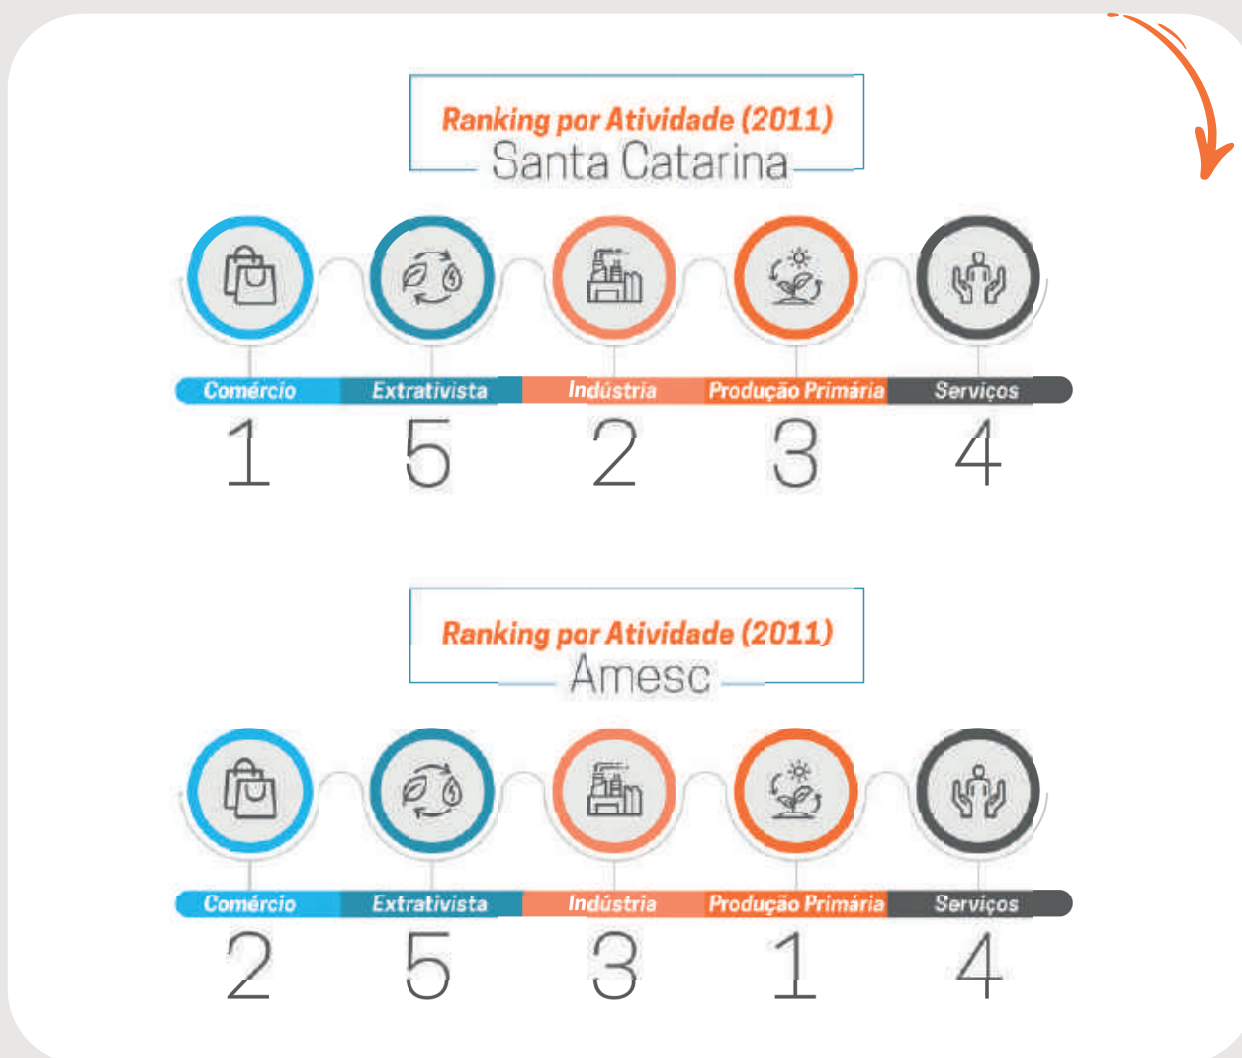 Ranking por Atividade (2011)
Santa Catarina
Comércio Extrativista Indústria Produção Primária Serviços
1 5 2 3 4
Ranking por Atividade (2011)
Amesc
Comércio Extrativista Indústria Produção Primária Serviços
2 5 3 1 4